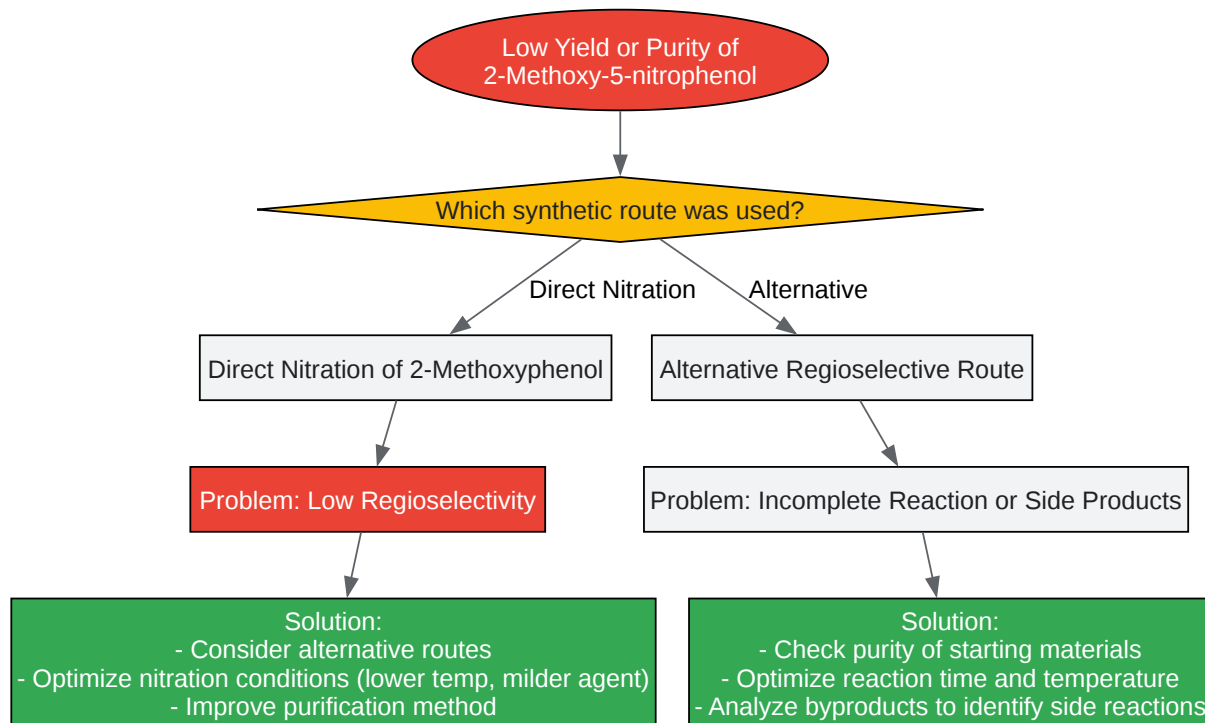 Low Yield or Purity of
2-Methoxy-5-nitrophenol
Which synthetic route was used?
Direct Nitration
Alternative
Direct Nitration of 2-Methoxyphenol
Alternative Regioselective Route
Problem: Low Regioselectivity
Problem: Incomplete Reaction or Side Products
Solution:
- Consider alternative routes
- Optimize nitration conditions (lower temp, milder agent)
- Improve purification method
Solution:
- Check purity of starting materials
- Optimize reaction time and temperature
- Analyze byproducts to identify side reactions